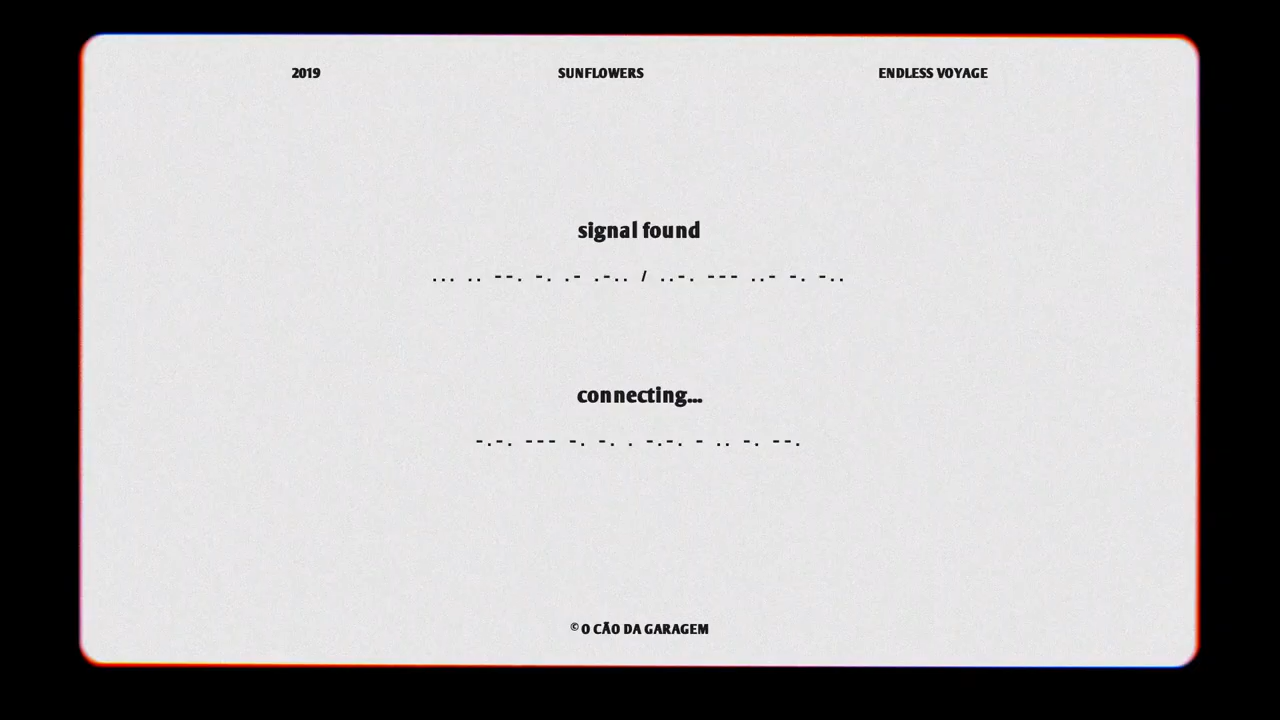 2019 SUNFLOWERS ENDLESS VOYAGE
signal found
... .. --. -. .- .-.. / ..-. --- ..- -. -..
connecting...
-.-. --- -. -. . -.-. - .. -. --.
© O CÃO DA GARAGEM